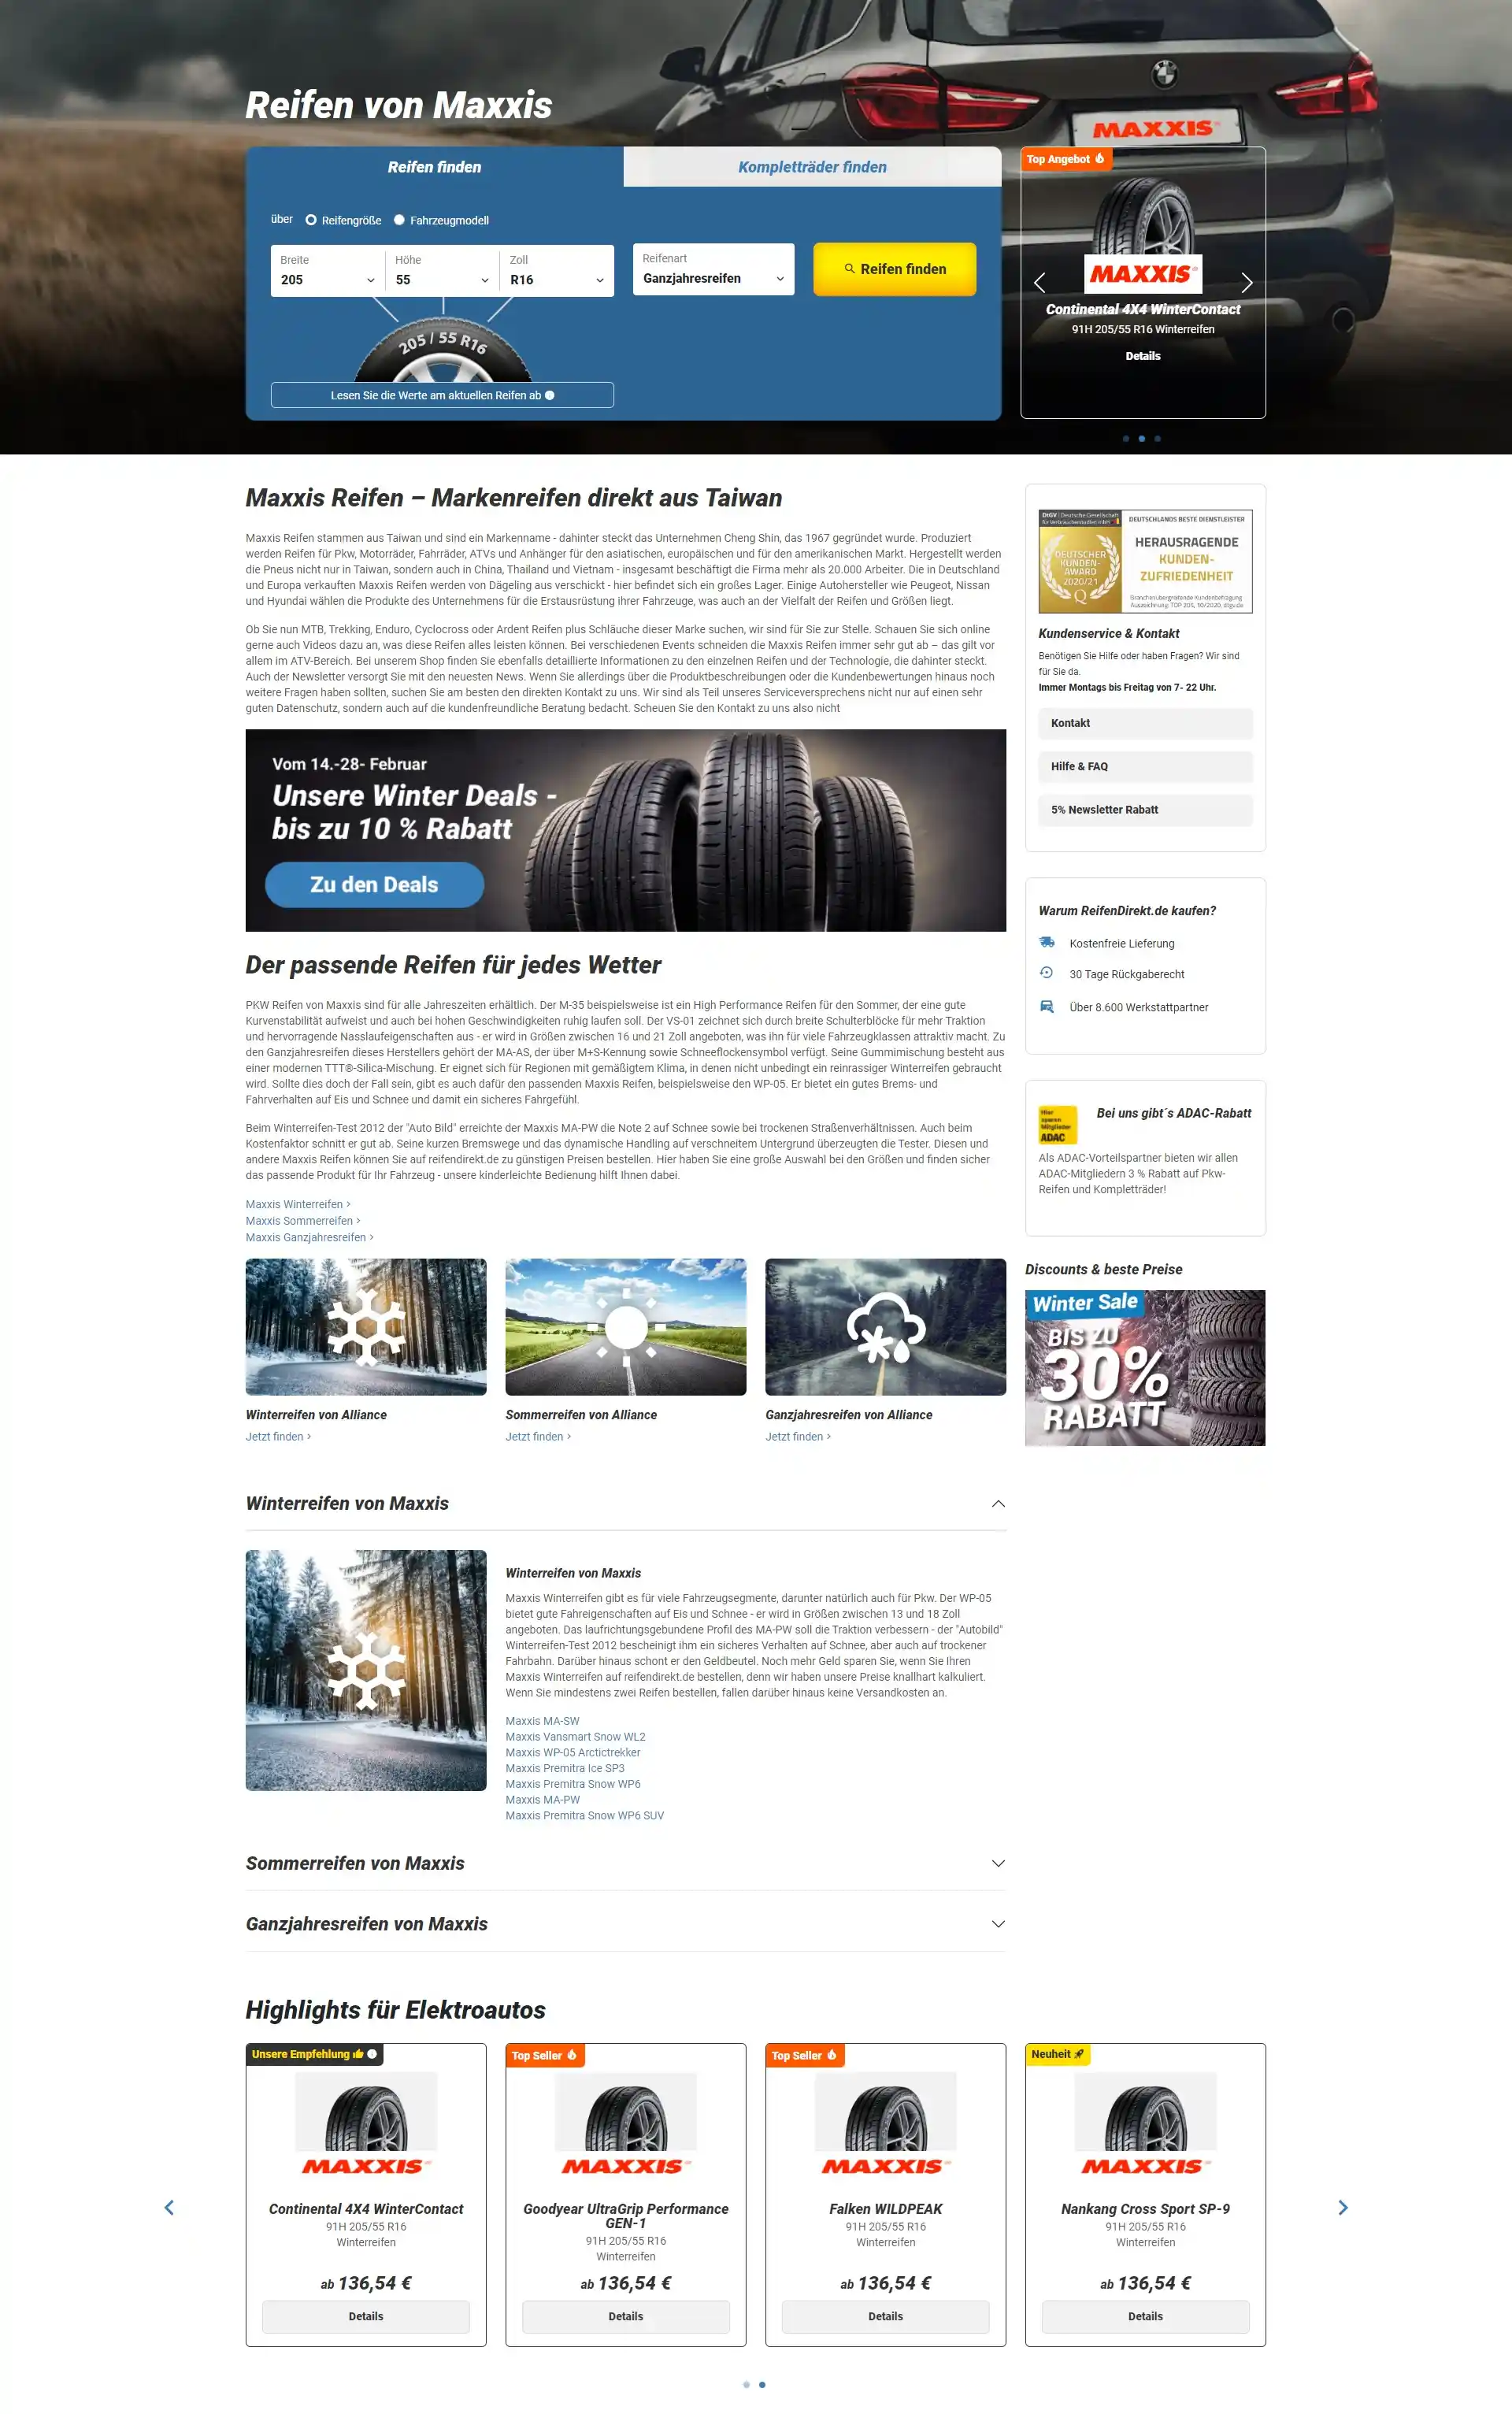 Reifen von Maxxis
MAXXIS
Reifen finden
Kompletträder finden
über Reifengröße Fahrzeugmodell
Breite Höhe Zoll
205 55 R16
Reifenart
Ganzjahresreifen
Reifen finden
205 / 55 R16
Lesen Sie die Werte am aktuellen Reifen ab
Top Angebot
MAXXIS
Continental 4X4 WinterContact
91H 205/55 R16 Winterreifen
Details
Maxxis Reifen – Markenreifen direkt aus Taiwan
Maxxis Reifen stammen aus Taiwan und sind ein Markenname - dahinter steckt das Unternehmen Cheng Shin, das 1967 gegründet wurde. Produziert
werden Reifen für Pkw, Motorräder, Fahrräder, ATVs und Anhänger für den asiatischen, europäischen und für den amerikanischen Markt. Hergestellt werden
die Pneus nicht nur in Taiwan, sondern auch in China, Thailand und Vietnam - insgesamt beschäftigt die Firma mehr als 20.000 Arbeiter. Die in Deutschland
und Europa verkauften Maxxis Reifen werden von Dägeling aus verschickt - hier befindet sich ein großes Lager. Einige Autohersteller wie Peugeot, Nissan
und Hyundai wählen die Produkte des Unternehmens für die Erstausrüstung ihrer Fahrzeuge, was auch an der Vielfalt der Reifen und Größen liegt.
Ob Sie nun MTB, Trekking, Enduro, Cyclocross oder Ardent Reifen plus Schläuche dieser Marke suchen, wir sind für Sie zur Stelle. Schauen Sie sich online
gerne auch Videos dazu an, was diese Reifen alles leisten können. Bei verschiedenen Events schneiden die Maxxis Reifen immer sehr gut ab – das gilt vor
allem im ATV-Bereich. Bei unserem Shop finden Sie ebenfalls detaillierte Informationen zu den einzelnen Reifen und der Technologie, die dahinter steckt.
Auch der Newsletter versorgt Sie mit den neuesten News. Wenn Sie allerdings über die Produktbeschreibungen oder die Kundenbewertungen hinaus noch
weitere Fragen haben sollten, suchen Sie am besten den direkten Kontakt zu uns. Wir sind als Teil unseres Serviceversprechens nicht nur auf einen sehr
guten Datenschutz, sondern auch auf die kundenfreundliche Beratung bedacht. Scheuen Sie den Kontakt zu uns also nicht
Vom 14.-28- Februar
Unsere Winter Deals -
bis zu 10 % Rabatt
Zu den Deals
Der passende Reifen für jedes Wetter
PKW Reifen von Maxxis sind für alle Jahreszeiten erhältlich. Der M-35 beispielsweise ist ein High Performance Reifen für den Sommer, der eine gute
Kurvenstabilität aufweist und auch bei hohen Geschwindigkeiten ruhig laufen soll. Der VS-01 zeichnet sich durch breite Schulterblöcke für mehr Traktion
und hervorragende Nasslaufeigenschaften aus - er wird in Größen zwischen 16 und 21 Zoll angeboten, was ihn für viele Fahrzeugklassen attraktiv macht. Zu
den Ganzjahresreifen dieses Herstellers gehört der MA-AS, der über M+S-Kennung sowie Schneeflockensymbol verfügt. Seine Gummimischung besteht aus
einer modernen TTT®-Silica-Mischung. Er eignet sich für Regionen mit gemäßigtem Klima, in denen nicht unbedingt ein reinrassiger Winterreifen gebraucht
wird. Sollte dies doch der Fall sein, gibt es auch dafür den passenden Maxxis Reifen, beispielsweise den WP-05. Er bietet ein gutes Brems- und
Fahrverhalten auf Eis und Schnee und damit ein sicheres Fahrgefühl.
Beim Winterreifen-Test 2012 der "Auto Bild" erreichte der Maxxis MA-PW die Note 2 auf Schnee sowie bei trockenen Straßenverhältnissen. Auch beim
Kostenfaktor schnitt er gut ab. Seine kurzen Bremswege und das dynamische Handling auf verschneitem Untergrund überzeugten die Tester. Diesen und
andere Maxxis Reifen können Sie auf reifendirekt.de zu günstigen Preisen bestellen. Hier haben Sie eine große Auswahl bei den Größen und finden sicher
das passende Produkt für Ihr Fahrzeug - unsere kinderleichte Bedienung hilft Ihnen dabei.
Maxxis Winterreifen >
Maxxis Sommerreifen >
Maxxis Ganzjahresreifen >
Winterreifen von Alliance
Jetzt finden >
Sommerreifen von Alliance
Jetzt finden >
Ganzjahresreifen von Alliance
Jetzt finden >
DtGV | Deutsche Gesellschaft
für Verbraucherstudien mbH
DEUTSCHER
KUNDEN-
AWARD
2020/21
Q
DEUTSCHLANDS BESTE DIENSTLEISTER
HERAUSRAGENDE
KUNDEN-
ZUFRIEDENHEIT
Branchenübergreifende Kundenbefragung
Auszeichnung: TOP 205, 10/2020, dtgv.de
Kundenservice & Kontakt
Benötigen Sie Hilfe oder haben Fragen? Wir sind
für Sie da.
Immer Montags bis Freitag von 7- 22 Uhr.
Kontakt
Hilfe & FAQ
5% Newsletter Rabatt
Warum ReifenDirekt.de kaufen?
Kostenfreie Lieferung
30 Tage Rückgaberecht
Über 8.600 Werkstattpartner
Hier
sparen
Mitglieder
ADAC
Bei uns gibt´s ADAC-Rabatt
Als ADAC-Vorteilspartner bieten wir allen
ADAC-Mitgliedern 3 % Rabatt auf Pkw-
Reifen und Kompletträder!
Discounts & beste Preise
Winter Sale
BIS ZU
30%
RABATT
Winterreifen von Maxxis
Winterreifen von Maxxis
Maxxis Winterreifen gibt es für viele Fahrzeugsegmente, darunter natürlich auch für Pkw. Der WP-05
bietet gute Fahreigenschaften auf Eis und Schnee - er wird in Größen zwischen 13 und 18 Zoll
angeboten. Das laufrichtungsgebundene Profil des MA-PW soll die Traktion verbessern - der "Autobild"
Winterreifen-Test 2012 bescheinigt ihm ein sicheres Verhalten auf Schnee, aber auch auf trockener
Fahrbahn. Darüber hinaus schont er den Geldbeutel. Noch mehr Geld sparen Sie, wenn Sie Ihren
Maxxis Winterreifen auf reifendirekt.de bestellen, denn wir haben unsere Preise knallhart kalkuliert.
Wenn Sie mindestens zwei Reifen bestellen, fallen darüber hinaus keine Versandkosten an.
Maxxis MA-SW
Maxxis Vansmart Snow WL2
Maxxis WP-05 Arctictrekker
Maxxis Premitra Ice SP3
Maxxis Premitra Snow WP6
Maxxis MA-PW
Maxxis Premitra Snow WP6 SUV
Sommerreifen von Maxxis
Ganzjahresreifen von Maxxis
Highlights für Elektroautos
Unsere Empfehlung
MAXXIS
Continental 4X4 WinterContact
91H 205/55 R16
Winterreifen
ab 136,54 €
Details
Top Seller
MAXXIS
Goodyear UltraGrip Performance
GEN-1
91H 205/55 R16
Winterreifen
ab 136,54 €
Details
Top Seller
MAXXIS
Falken WILDPEAK
91H 205/55 R16
Winterreifen
ab 136,54 €
Details
Neuheit
MAXXIS
Nankang Cross Sport SP-9
91H 205/55 R16
Winterreifen
ab 136,54 €
Details